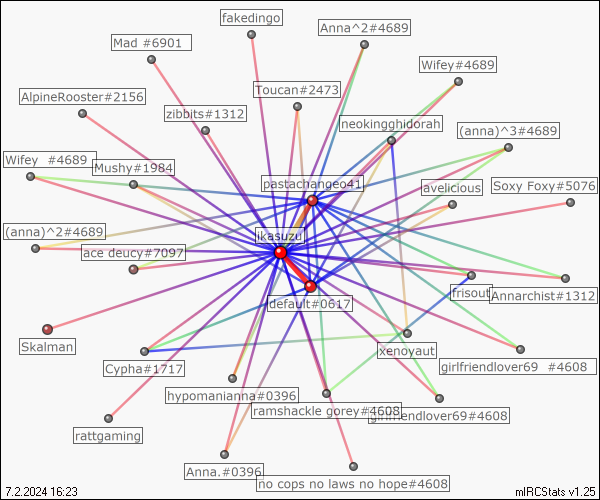 fakedingo
Anna^2#4689
Mad #6901
Wifey#4689
Toucan#2473
AlpineRooster#2156
zibbits#1312
neokingghidorah
(anna)^3#4689
Wifey  #4689
Mushy#1984
pastachangeo41
avelicious
Soxy Foxy#5076
(anna)^2#4689
ikasuzu
ace deucy#7097
frisout
Annarchist#1312
default#0617
Skalman
xenoyaut
Cypha#1717
girlfriendlover69  #4608
hypomanianna#0396
ramshackle gorey#4608
girlfriendlover69#4608
rattgaming
Anna.#0396
no cops no laws no hope#4608
7.2.2024 16:23
mIRCStats v1.25